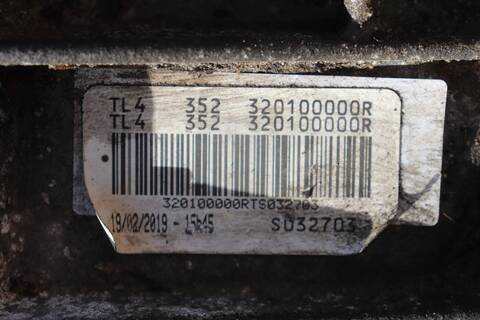 TL4 352 320100000R
TL4 352 320100000R
320100000RTS032703
19/02/2019 - 15h45
S032703